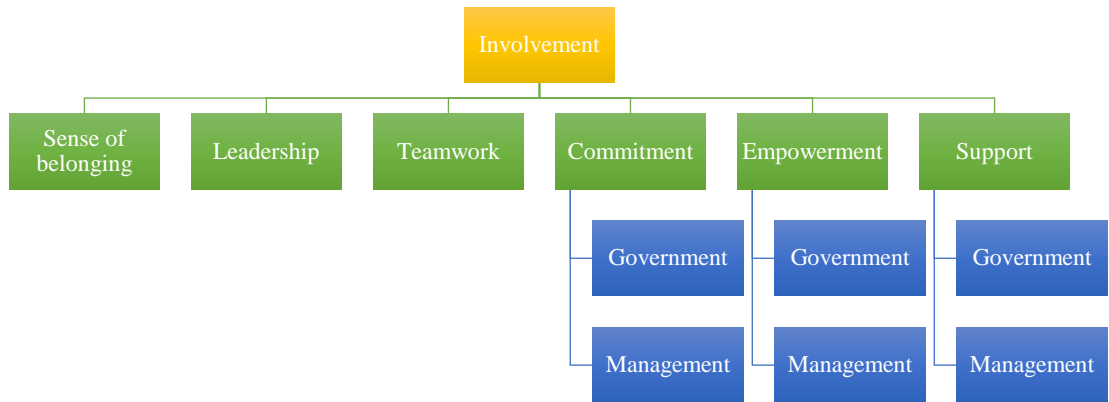 Involvement
Sense of
belonging
Leadership
Teamwork
Commitment
Empowerment
Support
Government
Government
Government
Management
Management
Management